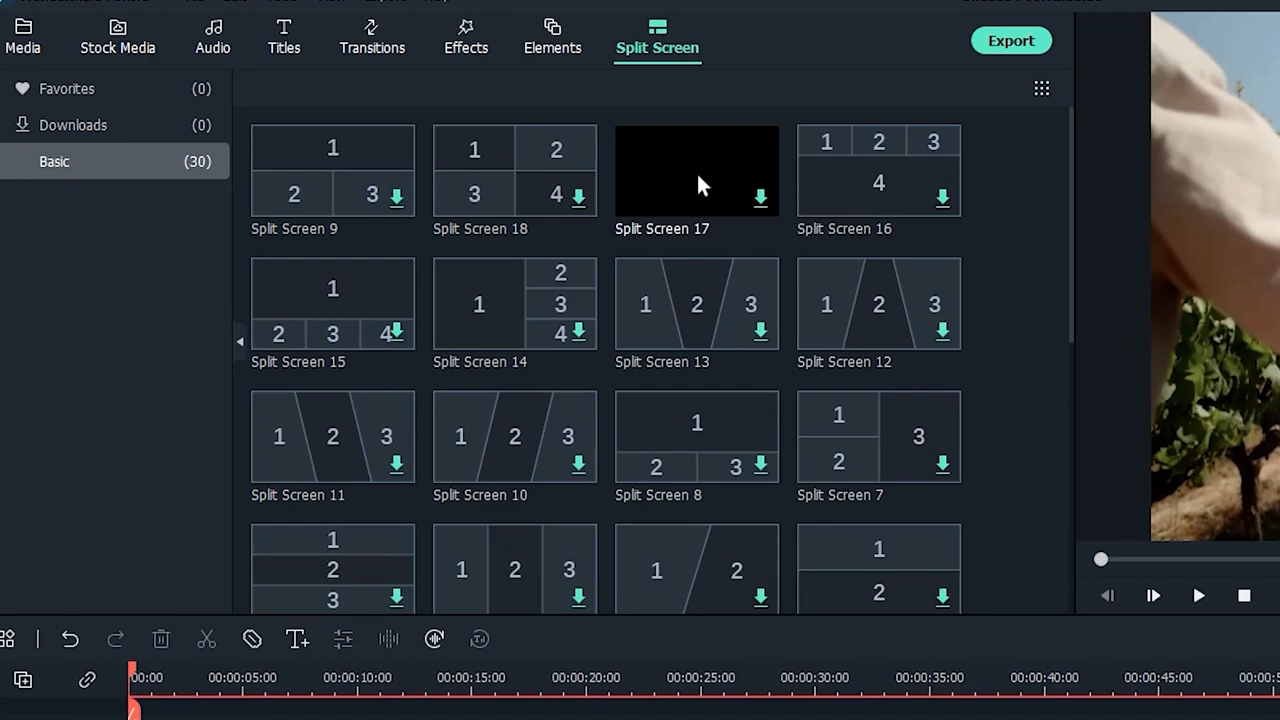 Media
Stock Media
Audio
Titles
Transitions
Effects
Elements
Split Screen
Export
Favorites (0)
Downloads (0)
Basic (30)
1 2 3
1 2 3 4
1 2 3
4
Split Screen 9
Split Screen 18
Split Screen 17
Split Screen 16
1 2 3 4
1 2 3 4
1 2 3
1 2 3
Split Screen 15
Split Screen 14
Split Screen 13
Split Screen 12
1 2 3
1 2 3
1 2 3
1 2 3
Split Screen 11
Split Screen 10
Split Screen 8
Split Screen 7
1 2 3
1 2 3
1 2
1 2
00:00 00:00:05:00 00:00:10:00 00:00:15:00 00:00:20:00 00:00:25:00 00:00:30:00 00:00:35:00 00:00:40:00 00:00:45:00